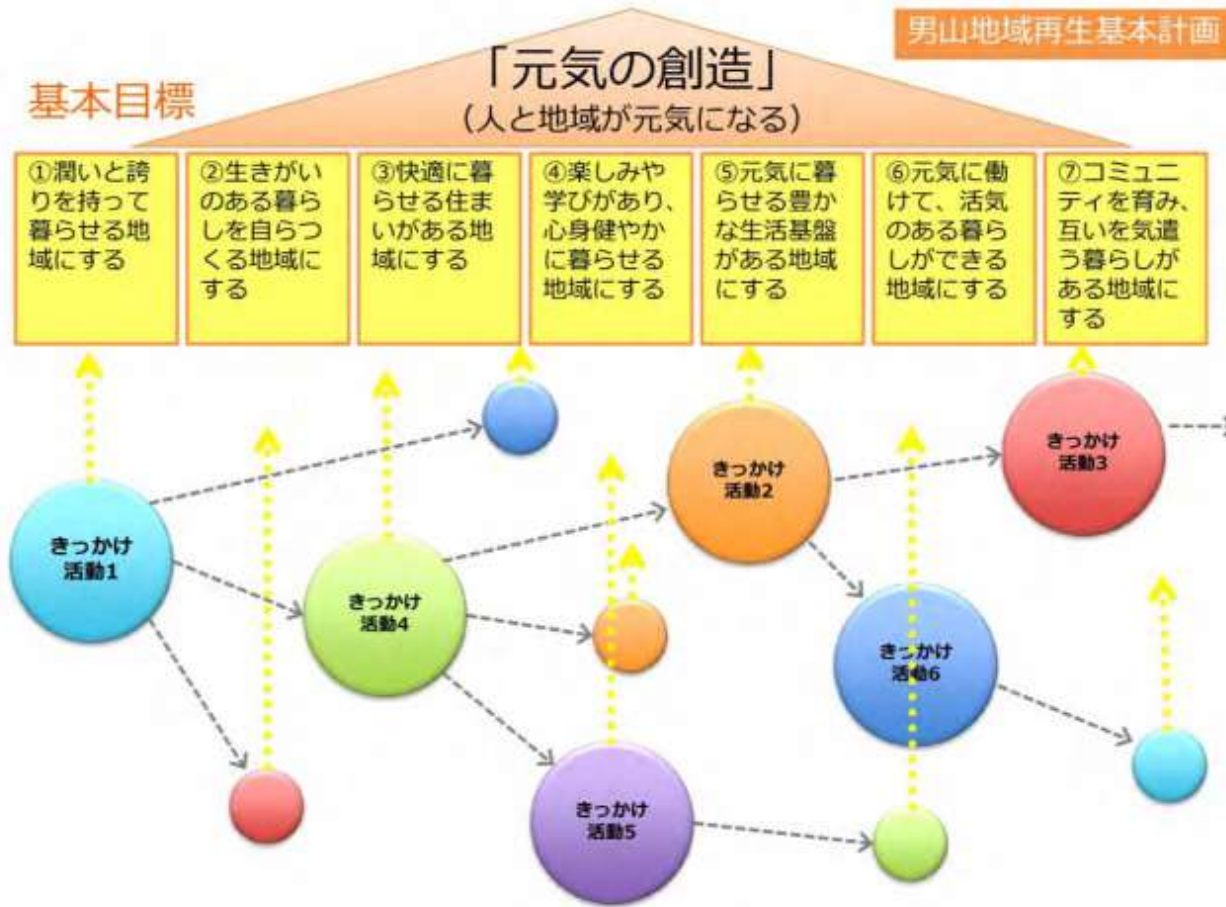 男山地域再生基本計画
「元気の創造」
基本目標
(人と地域が元気になる)
①潤いと誇
りを持って
暮らせる地
域にする
②生きがい
のある暮ら
しを自らつ
くる地域に
する
③快適に暮
らせる住ま
いがある地
域にする
④楽しみや
学びがあり、
心身健やか
に暮らせる
地域にする
⑤元気に暮
らせる豊か
な生活基盤
がある地域
にする
⑥元気に働
けて、活気
のある暮ら
しができる
地域にする
⑦コミュニ
ティを育み、
互いを気遣
う暮らしが
ある地域に
する
きっかけ
活動1
きっかけ
活動4
きっかけ
活動2
きっかけ
活動3
きっかけ
活動5
きっかけ
活動6